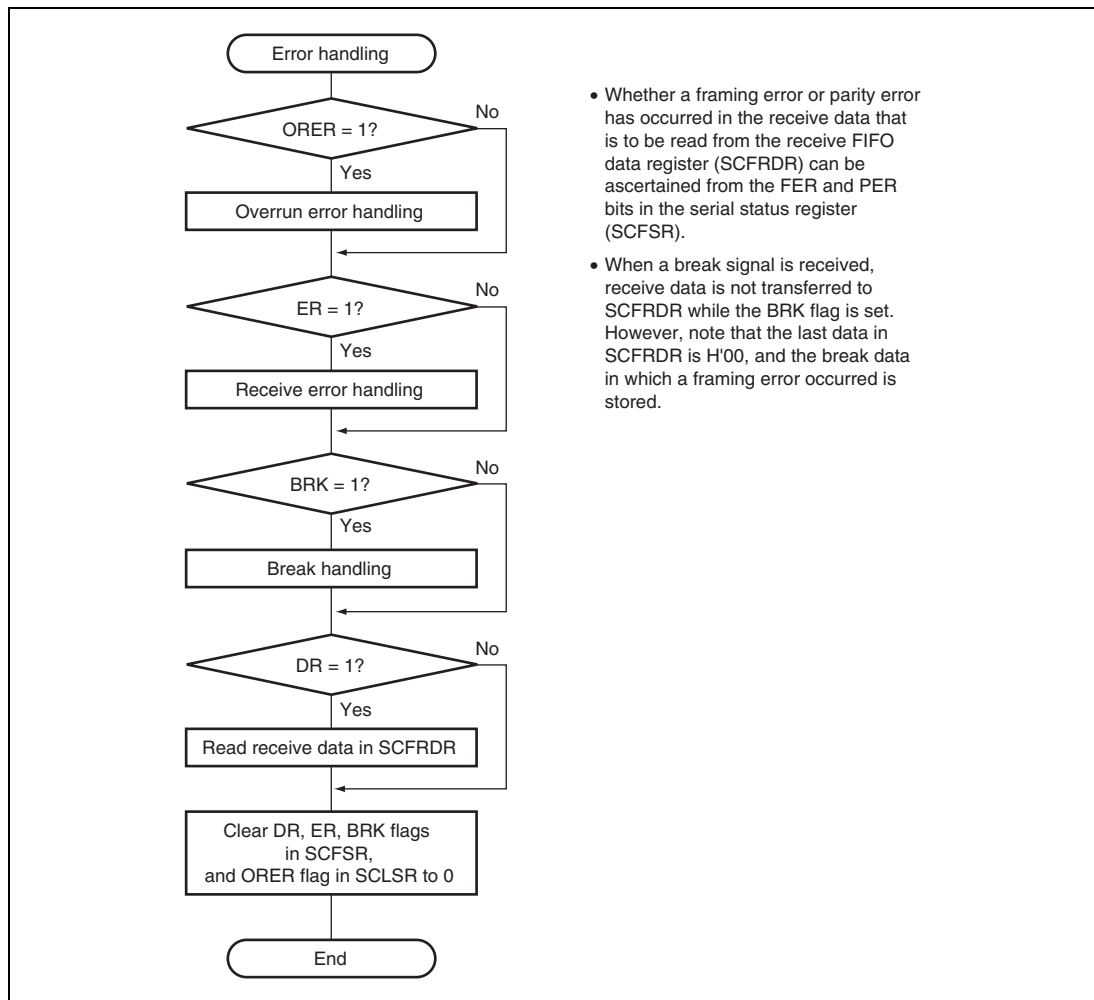 Error handling
ORER = 1?
No
Yes
Overrun error handling
ER = 1?
No
Yes
Receive error handling
BRK = 1?
No
Yes
Break handling
DR = 1?
No
Yes
Read receive data in SCFRDR
Clear DR, ER, BRK flags
in SCFSR,
and ORER flag in SCLSR to 0
End
• Whether a framing error or parity error
has occurred in the receive data that
is to be read from the receive FIFO
data register (SCFRDR) can be
ascertained from the FER and PER
bits in the serial status register
(SCFSR).
• When a break signal is received,
receive data is not transferred to
SCFRDR while the BRK flag is set.
However, note that the last data in
SCFRDR is H'00, and the break data
in which a framing error occurred is
stored.